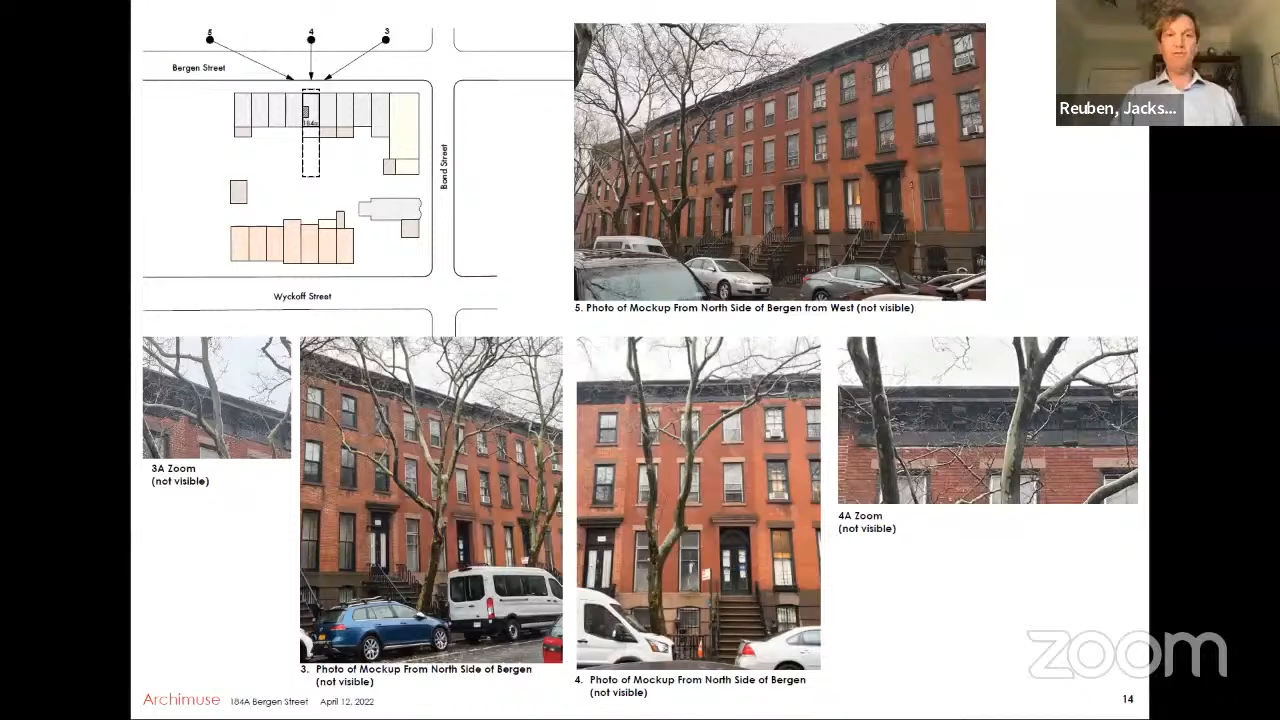 5
4
3
Bergen Street
184a
Bond Street
Wyckoff Street
Reuben, Jacks...
5. Photo of Mockup From North Side of Bergen from West (not visible)
3A Zoom
(not visible)
4A Zoom
(not visible)
3. Photo of Mockup From North Side of Bergen
(not visible)
4. Photo of Mockup From North Side of Bergen
(not visible)
Archimuse 184A Bergen Street April 12, 2022
14
zoom